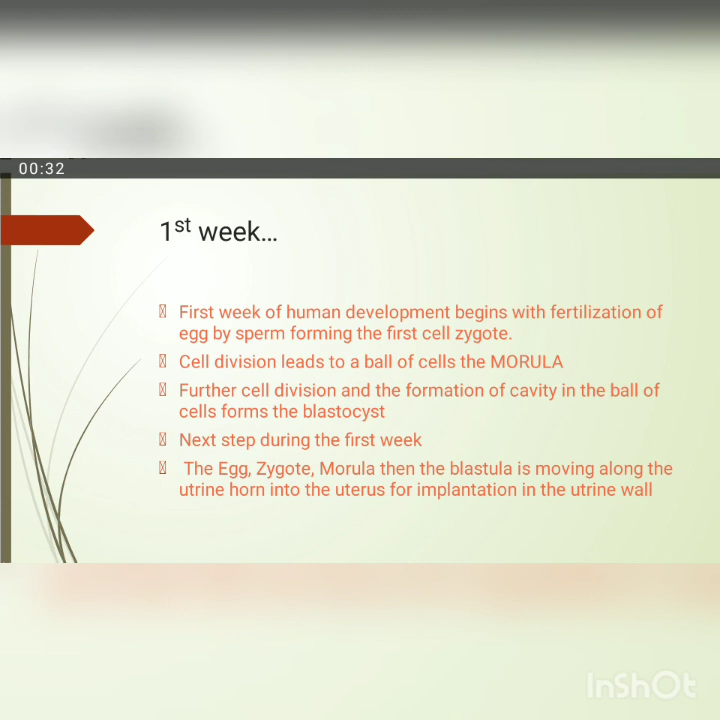 00:32
1st week...
First week of human development begins with fertilization of
egg by sperm forming the first cell zygote.
Cell division leads to a ball of cells the MORULA
Further cell division and the formation of cavity in the ball of
cells forms the blastocyst
Next step during the first week
The Egg, Zygote, Morula then the blastula is moving along the
utrine horn into the uterus for implantation in the utrine wall
InShOt